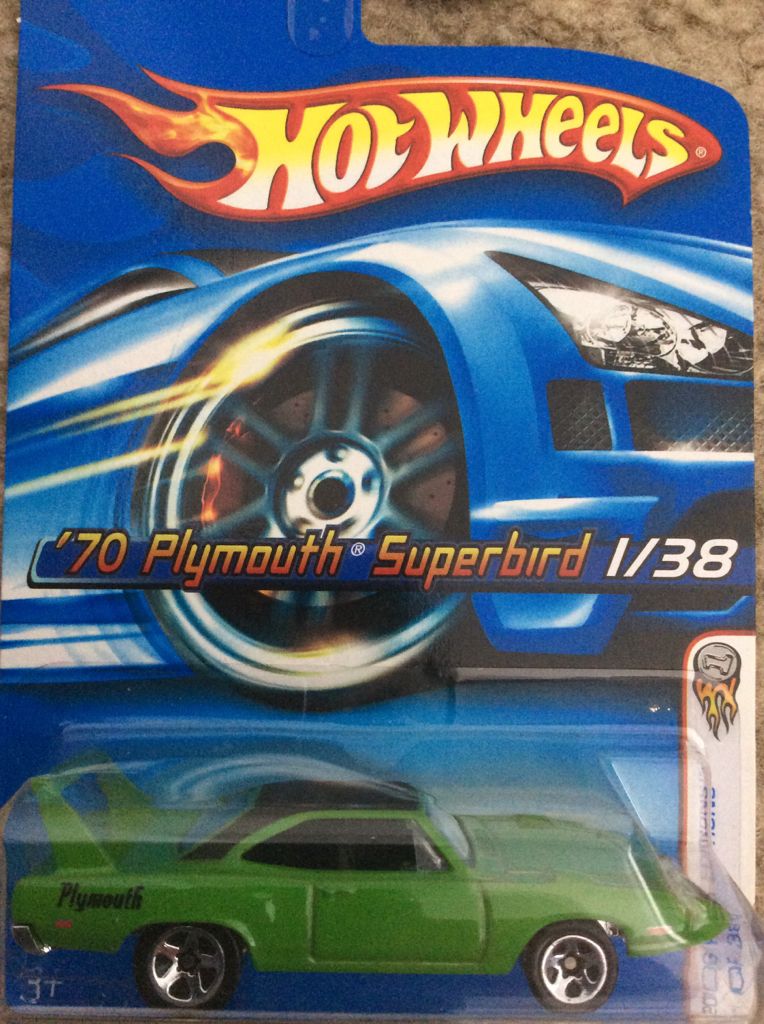 HOT WHEELS®
'70 Plymouth® Superbird 1/38
Plymouth